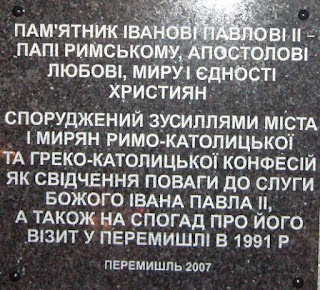 ПАМ'ЯТНИК ІВАНОВІ ПАВЛОВІ ІІ –
ПАПІ РИМСЬКОМУ, АПОСТОЛОВІ
ЛЮБОВІ, МИРУ І ЄДНОСТІ
ХРИСТИЯН
СПОРУДЖЕНИЙ ЗУСИЛЛЯМИ МІСТА
І МИРЯН РИМО-КАТОЛИЦЬКОЇ
ТА ГРЕКО-КАТОЛИЦЬКОЇ КОНФЕСІЙ
ЯК СВІДЧЕННЯ ПОВАГИ ДО СЛУГИ
БОЖОГО ІВАНА ПАВЛА ІІ,
А ТАКОЖ НА СПОГАД ПРО ЙОГО
ВІЗИТ У ПЕРЕМИШЛІ В 1991 Р
ПЕРЕМИШЛЬ 2007